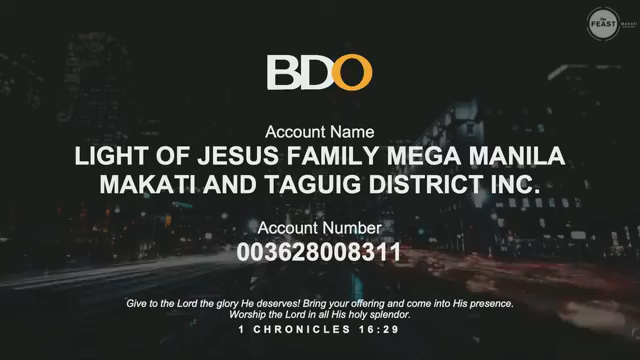 the
FEAST
MAKATI
BDO
Account Name
LIGHT OF JESUS FAMILY MEGA MANILA
MAKATI AND TAGUIG DISTRICT INC.
Account Number
003628008311
Give to the Lord the glory He deserves! Bring your offering and come into His presence.
Worship the Lord in all His holy splendor.
1 CHRONICLES 16:29